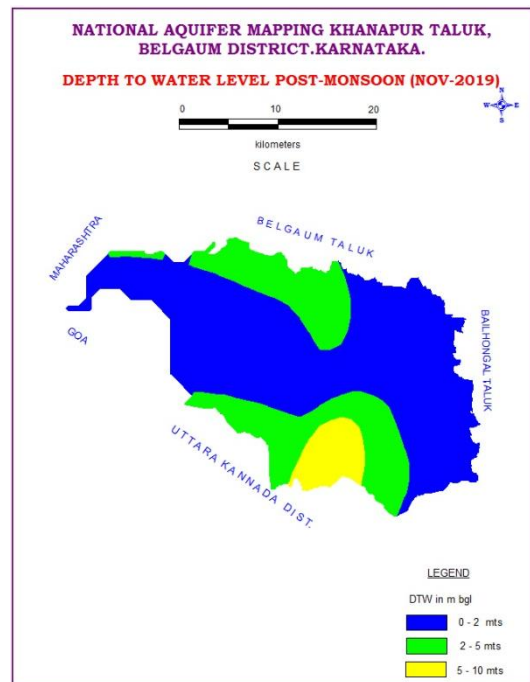 NATIONAL AQUIFER MAPPING KHANAPUR TALUK,
BELGAUM DISTRICT.KARNATAKA.
DEPTH TO WATER LEVEL POST-MONSOON (NOV-2019)
N
W E
S
0 10 20
kilometers
SCALE
MAHARASHTRA
BELGAUM TALUK
GOA
BAILHONGAL TALUK
UTTARA KANNADA DIST.
LEGEND
DTW in m bgl
0 - 2 mts
2 - 5 mts
5 - 10 mts